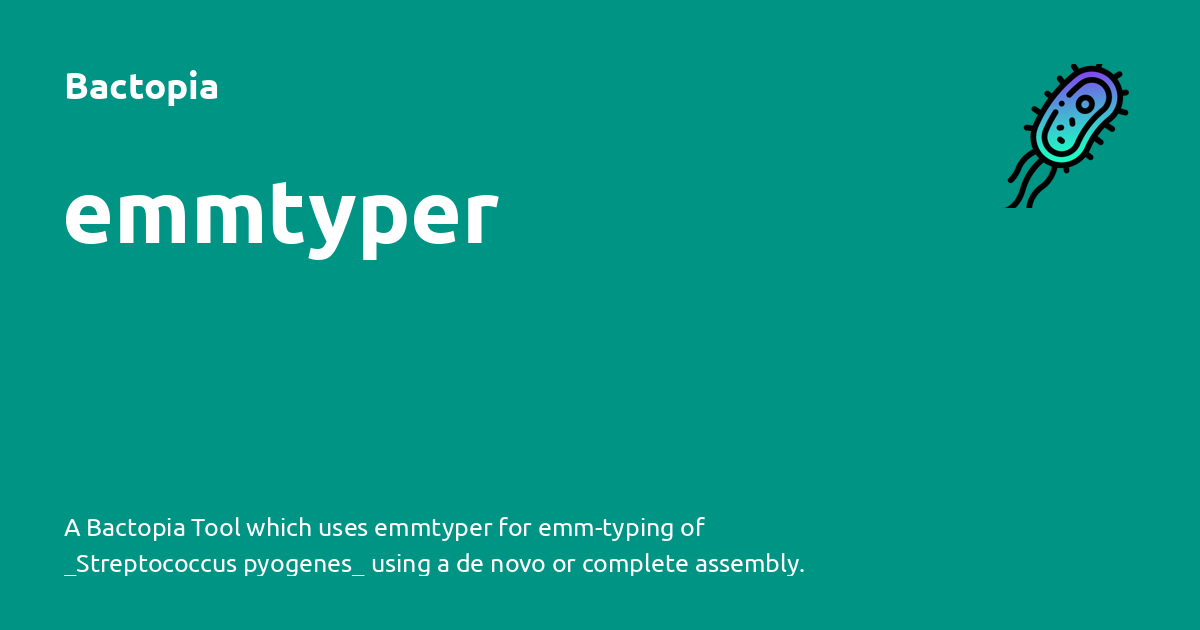 Bactopia
emmtyper
A Bactopia Tool which uses emmtyper for emm-typing of
_Streptococcus pyogenes_ using a de novo or complete assembly.